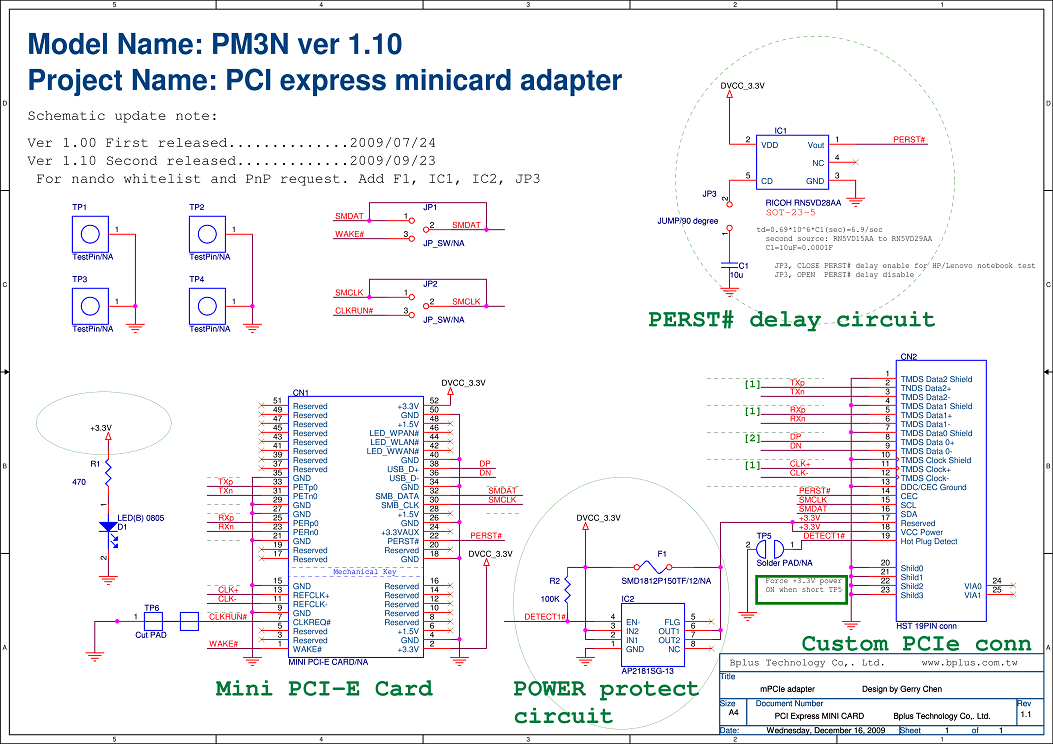 5 4 3 2 1
Model Name: PM3N ver 1.10
Project Name: PCI express minicard adapter
Schematic update note:
Ver 1.00 First released..............2009/07/24
Ver 1.10 Second released.............2009/09/23
For nando whitelist and PnP request. Add F1, IC1, IC2, JP3
D D
C C
B B
A A
TP1
1
TestPin/NA
TP2
1
TestPin/NA
TP3
1
TestPin/NA
TP4
1
TestPin/NA
JP1
SMDAT 1
2 SMDAT
WAKE# 3
JP_SW/NA
JP2
SMCLK 1
2 SMCLK
CLKRUN# 3
JP_SW/NA
DVCC_3.3V
IC1
2 VDD Vout 1 PERST#
NC 4
5 CD GND 3
RICOH RN5VD28AA
SOT-23-5
JP3
2
JUMP/90 degree
1
C1
10u
td=0.69*10^6*C1(sec)=6.9/sec
second source: RN5VD15AA to RN5VD29AA
C1=10uF=0.0001F
JP3, CLOSE PERST# delay enable for HP/Lenovo notebook test
JP3, OPEN PERST# delay disable
PERST# delay circuit
+3.3V
R1
470
1
LED(B) 0805
D1
2
CN1
DVCC_3.3V
51 Reserved +3.3V 52
49 Reserved GND 50
47 Reserved +1.5V 48
45 Reserved LED_WPAN# 46
43 Reserved LED_WLAN# 44
41 Reserved LED_WWAN# 42
39 Reserved GND 40
37 Reserved USB_D+ 38 DP
35 GND USB_D- 36 DN
TXp 33 PETp0 GND 34
TXn 31 PETn0 SMB_DATA 32 SMDAT
29 GND SMB_CLK 30 SMCLK
27 GND +1.5V 28
RXp 25 PERp0 GND 26
RXn 23 PERn0 +3.3VAUX 24
21 GND PERST# 22 PERST#
19 Reserved Reserved 20
17 Reserved GND 18
Mechanical Key
DVCC_3.3V
15 GND Reserved 16
CLK+ 13 REFCLK+ Reserved 14
CLK- 11 REFCLK- Reserved 12
9 GND Reserved 10
CLKRUN# 7 CLKREQ# Reserved 8
5 Reserved +1.5V 6
3 Reserved GND 4
WAKE# 1 WAKE# +3.3V 2
MINI PCI-E CARD/NA
TP6
1
Cut PAD
Mini PCI-E Card
DVCC_3.3V
F1
SMD1812P150TF/12/NA
R2
100K
IC2
DETECT1# 4 EN- FLG 5
3 IN2 OUT1 6
2 IN1 OUT2 7
1 GND NC 8
AP2181SG-13
POWER protect
circuit
CN2
1 TMDS Data2 Shield
[1] TXp 2 TNDS Data2+
TXn 3 TMDS Data2-
4 TMDS Data1 Shield
[1] RXp 5 TMDS Data1+
RXn 6 TMDS Data1-
7 TMDS Data0 Shield
[2] DP 8 TMDS Data 0+
DN 9 TMDS Data 0-
10 TMDS Clock Shield
[1] CLK+ 11 TMDS Clock+
CLK- 12 TMDS Clock-
13 DDC/CEC Ground
PERST# 14 CEC
SMCLK 15 SCL
SMDAT 16 SDA
+3.3V 17 Reserved
+3.3V 18 VCC Power
DETECT1# 19 Hot Plug Detect
TP5
2 1
Solder PAD/NA
Force +3.3V power
ON when short TP5
20 Shild0
21 Shild1
22 Shild2 VIA0 24
23 Shild3 VIA1 25
HST 19PIN conn
Custom PCIe conn
Bplus Technology Co,. Ltd. www.bplus.com.tw
Title
mPCIe adapter Design by Gerry Chen
Size Document Number Rev
A4 PCI Express MINI CARD Bplus Technology Co,. Ltd. 1.1
Date: Wednesday, December 16, 2009 Sheet 1 of 1
5 4 3 2 1